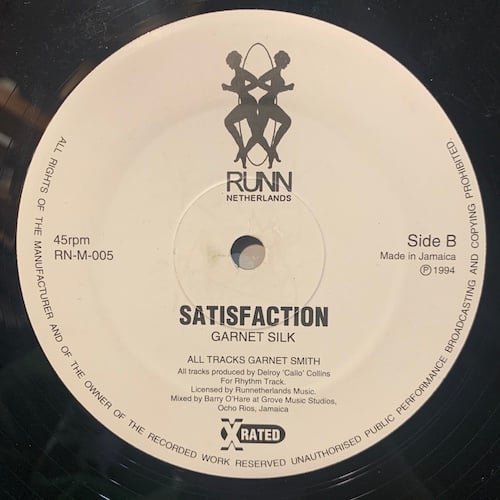 RUNN
NETHERLANDS
45rpm
RN-M-005
Side B
Made in Jamaica
Ⓟ 1994
SATISFACTION
GARNET SILK
ALL TRACKS GARNET SMITH
All tracks produced by Delroy 'Callo' Collins
For Rhythm Track.
Licensed by Runnetherlands Music.
Mixed by Barry O'Hare at Grove Music Studios,
Ocho Rios, Jamaica
X RATED
ALL RIGHTS OF THE MANUFACTURER AND OF THE OWNER OF THE RECORDED WORK RESERVED UNAUTHORISED PUBLIC PERFORMANCE BROADCASTING AND COPYING PROHIBITED.